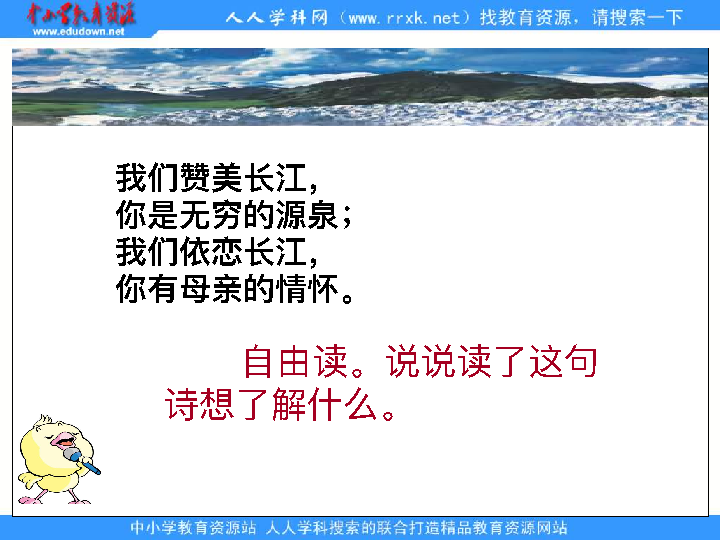 中小学教育资源
www.edudown.net
人人学科网（www.rrxk.net）找教育资源，请搜索一下
我们赞美长江，
你是无穷的源泉；
我们依恋长江，
你有母亲的情怀。
自由读。说说读了这句
诗想了解什么。
中小学教育资源站 人人学科搜索的联合打造精品教育资源网站